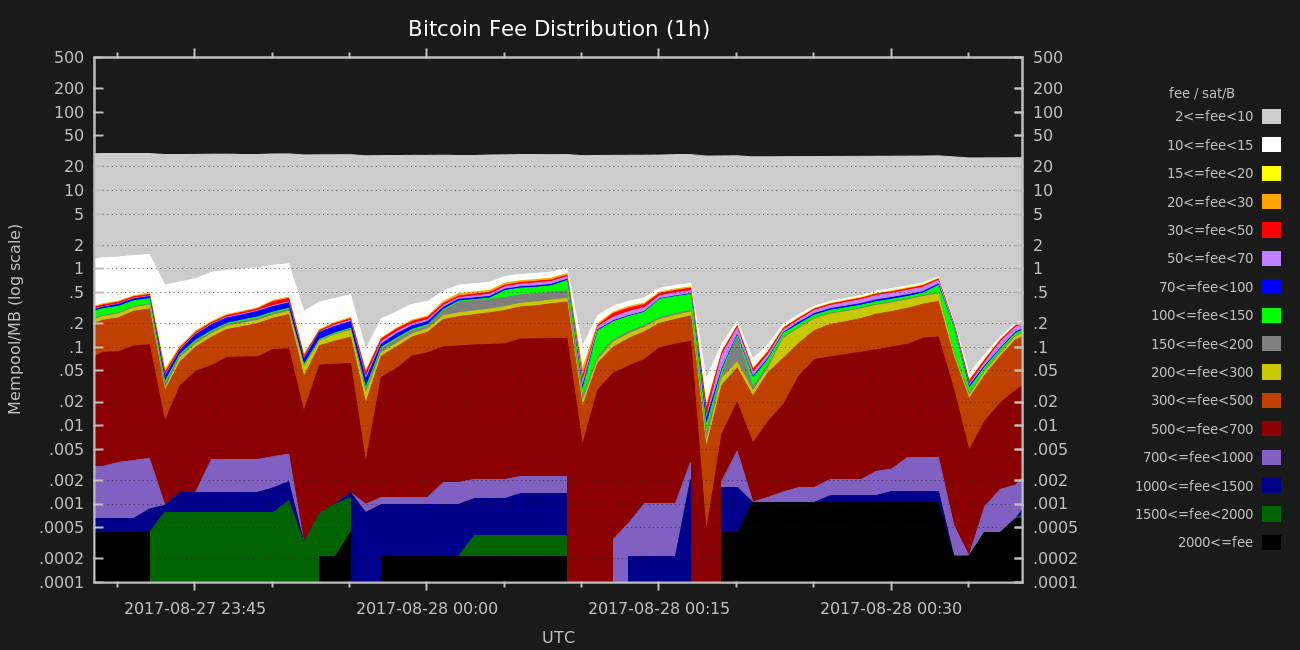 Bitcoin Fee Distribution (1h)
500
200
100
50
20
10
5
2
1
.5
.2
.1
.05
.02
.01
.005
.002
.001
.0005
.0002
.0001
Mempool/MB (log scale)
500
200
100
50
20
10
5
2
1
.5
.2
.1
.05
.02
.01
.005
.002
.001
.0005
.0002
.0001
2017-08-27 23:45
2017-08-28 00:00
2017-08-28 00:15
2017-08-28 00:30
UTC
fee / sat/B
2<=fee<10
10<=fee<15
15<=fee<20
20<=fee<30
30<=fee<50
50<=fee<70
70<=fee<100
100<=fee<150
150<=fee<200
200<=fee<300
300<=fee<500
500<=fee<700
700<=fee<1000
1000<=fee<1500
1500<=fee<2000
2000<=fee